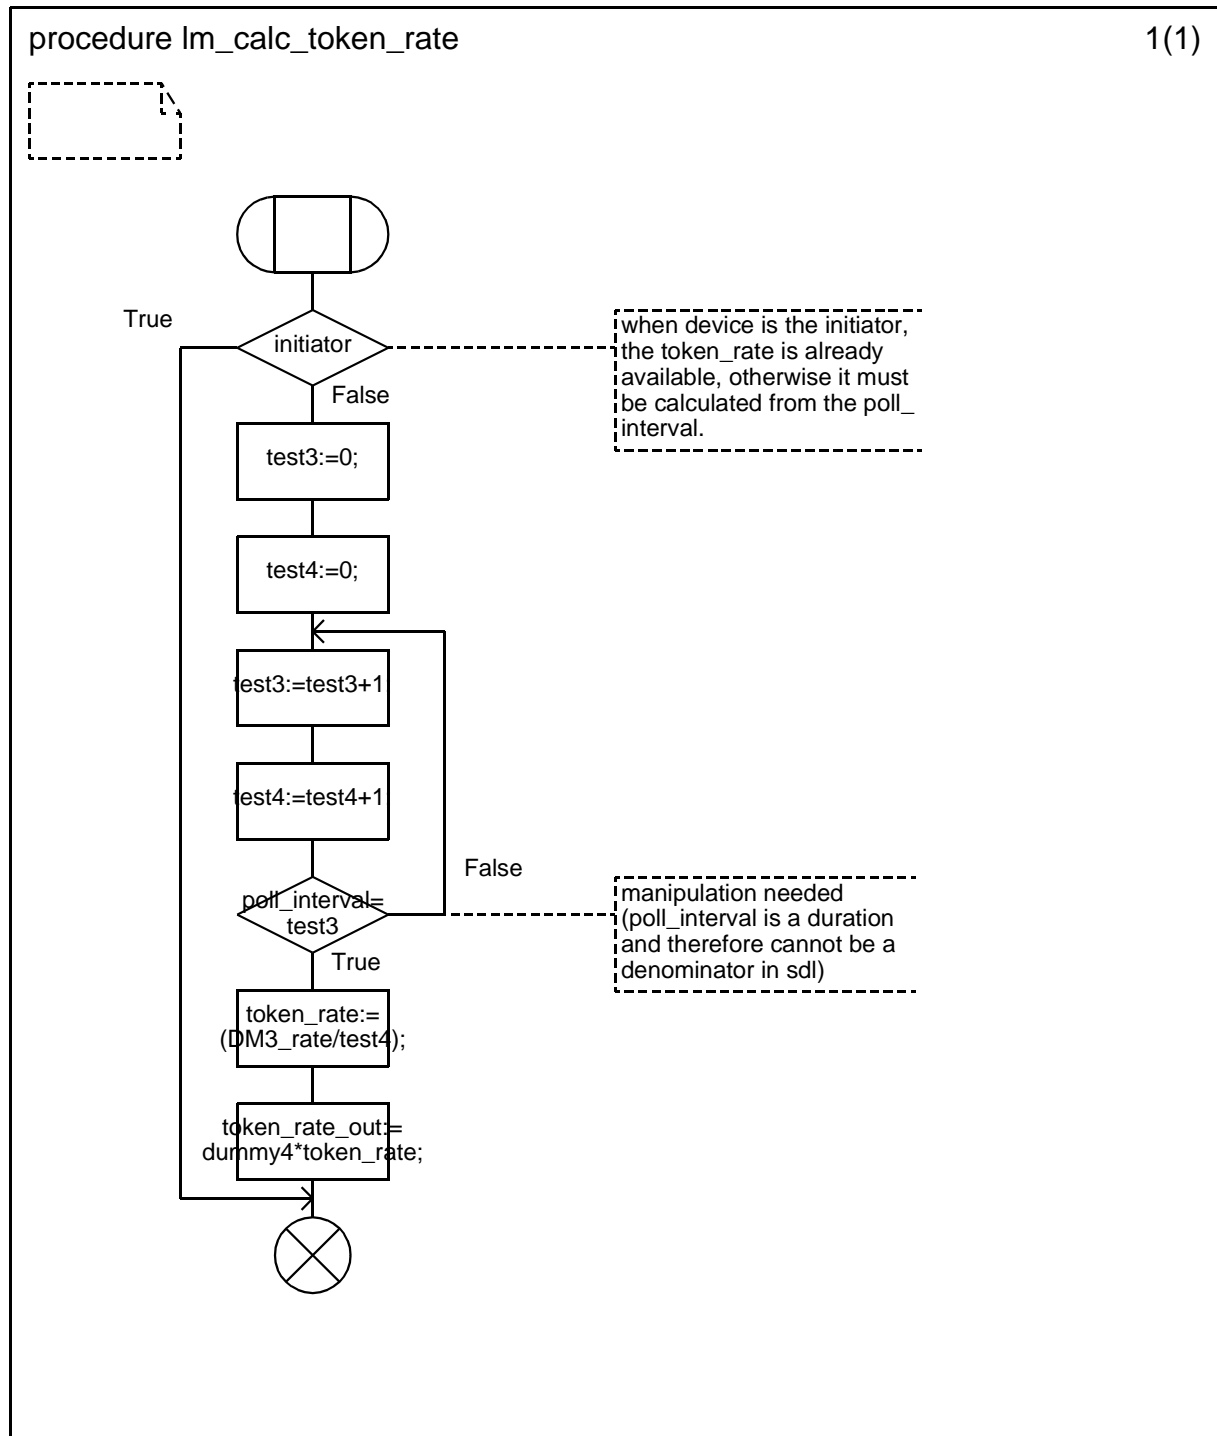 procedure lm_calc_token_rate
1(1)
True
initiator
when device is the initiator,
the token_rate is already
available, otherwise it must
be calculated from the poll_
interval.
False
test3:=0;
test4:=0;
test3:=test3+1
test4:=test4+1
False
poll_interval=
test3
manipulation needed
(poll_interval is a duration
and therefore cannot be a
denominator in sdl)
True
token_rate:=
(DM3_rate/test4);
token_rate_out:=
dummy4*token_rate;